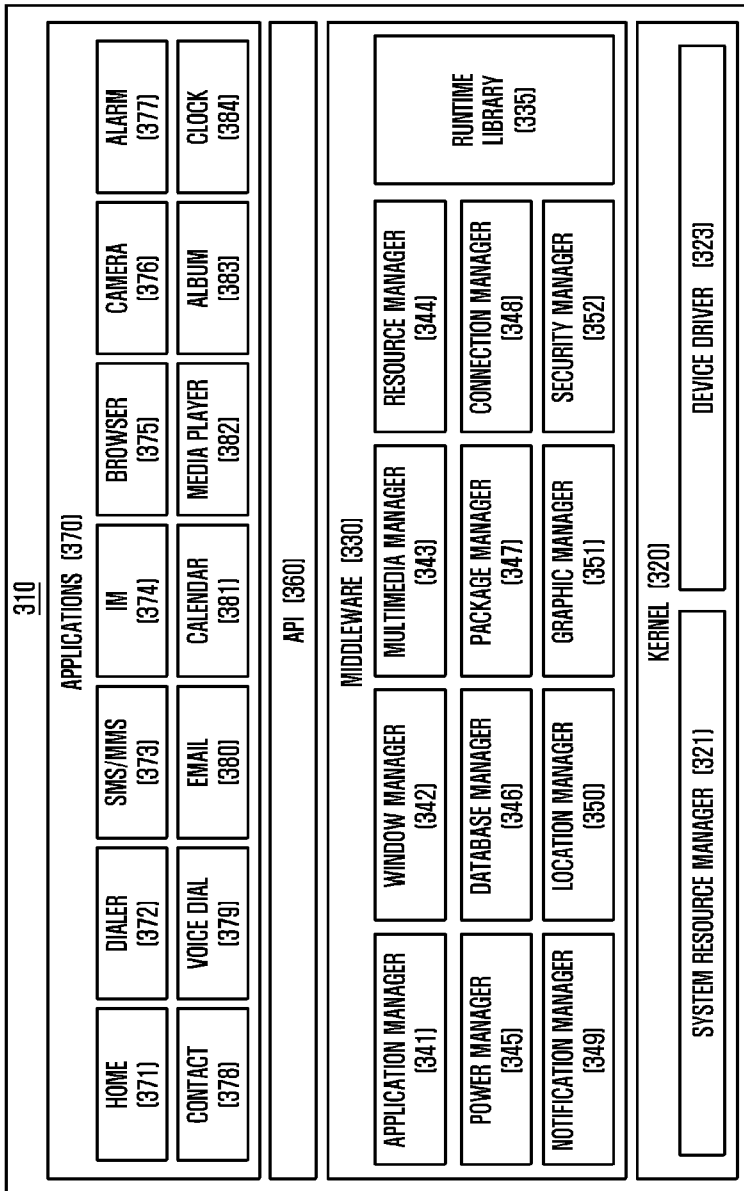 310
APPLICATIONS [370]
HOME
[371]
DIALER
[372]
SMS/MMS
[373]
IM
[374]
BROWSER
[375]
CAMERA
[376]
ALARM
[377]
CONTACT
[378]
VOICE DIAL
[379]
EMAIL
[380]
CALENDAR
[381]
MEDIA PLAYER
[382]
ALBUM
[383]
CLOCK
[384]
API [360]
MIDDLEWARE [330]
APPLICATION MANAGER
[341]
WINDOW MANAGER
[342]
MULTIMEDIA MANAGER
[343]
RESOURCE MANAGER
[344]
POWER MANAGER
[345]
DATABASE MANAGER
[346]
PACKAGE MANAGER
[347]
CONNECTION MANAGER
[348]
NOTIFICATION MANAGER
[349]
LOCATION MANAGER
[350]
GRAPHIC MANAGER
[351]
SECURITY MANAGER
[352]
RUNTIME
LIBRARY
[335]
KERNEL [320]
SYSTEM RESOURCE MANAGER [321]
DEVICE DRIVER [323]